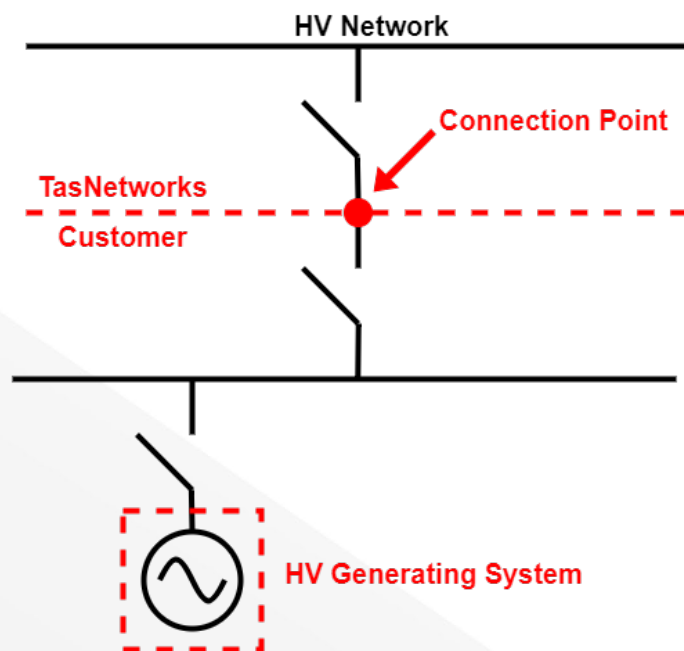 HV Network
Connection Point
TasNetworks
Customer
HV Generating System